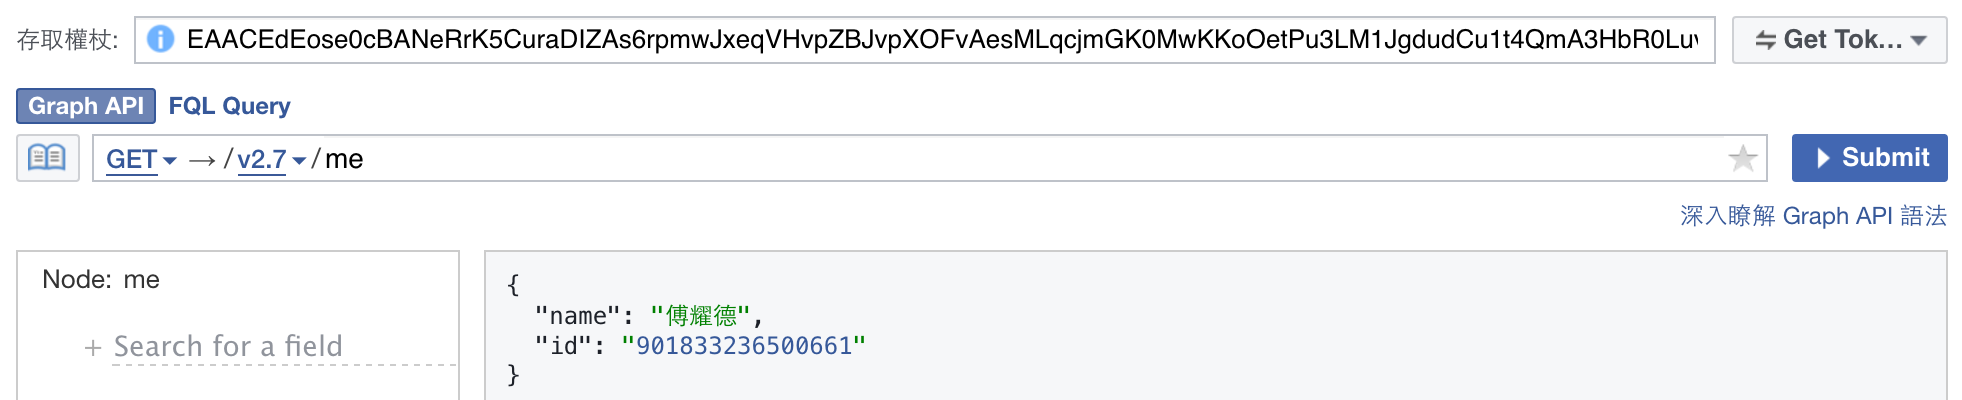 存取權杖: EAACEdEose0cBANeRrK5CuraDIZAs6rpmwJxeqVHvpZBJvpXOFvAesMLqcjmGK0MwKKoOetPu3LM1JgdudCu1t4QmA3HbR0Luv Get Tok...
Graph API FQL Query
GET → / v2.7 / me Submit
深入瞭解 Graph API 語法
Node: me
+ Search for a field
{
"name": "傅耀德",
"id": "901833236500661"
}